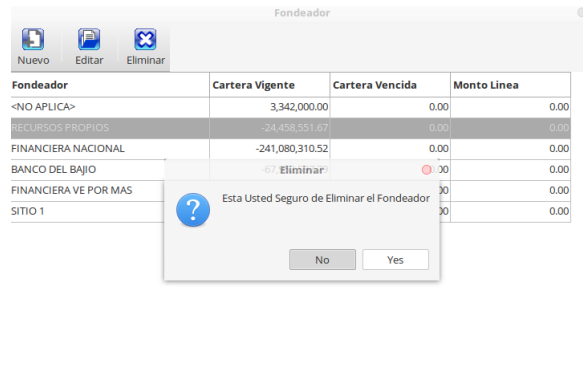 Fondeador
Nuevo Editar Eliminar
Fondeador Cartera Vigente Cartera Vencida Monto Linea
<NO APLICA> 3,342,000.00 0.00 0.00
RECURSOS PROPIOS -24,458,551.67 0.00 0.00
FINANCIERA NACIONAL -241,080,310.52 0.00 0.00
BANCO DEL BAJIO 0.00
FINANCIERA VE POR MAS 0.00
SITIO 1 0.00
Eliminar
Esta Usted Seguro de Eliminar el Fondeador
No Yes